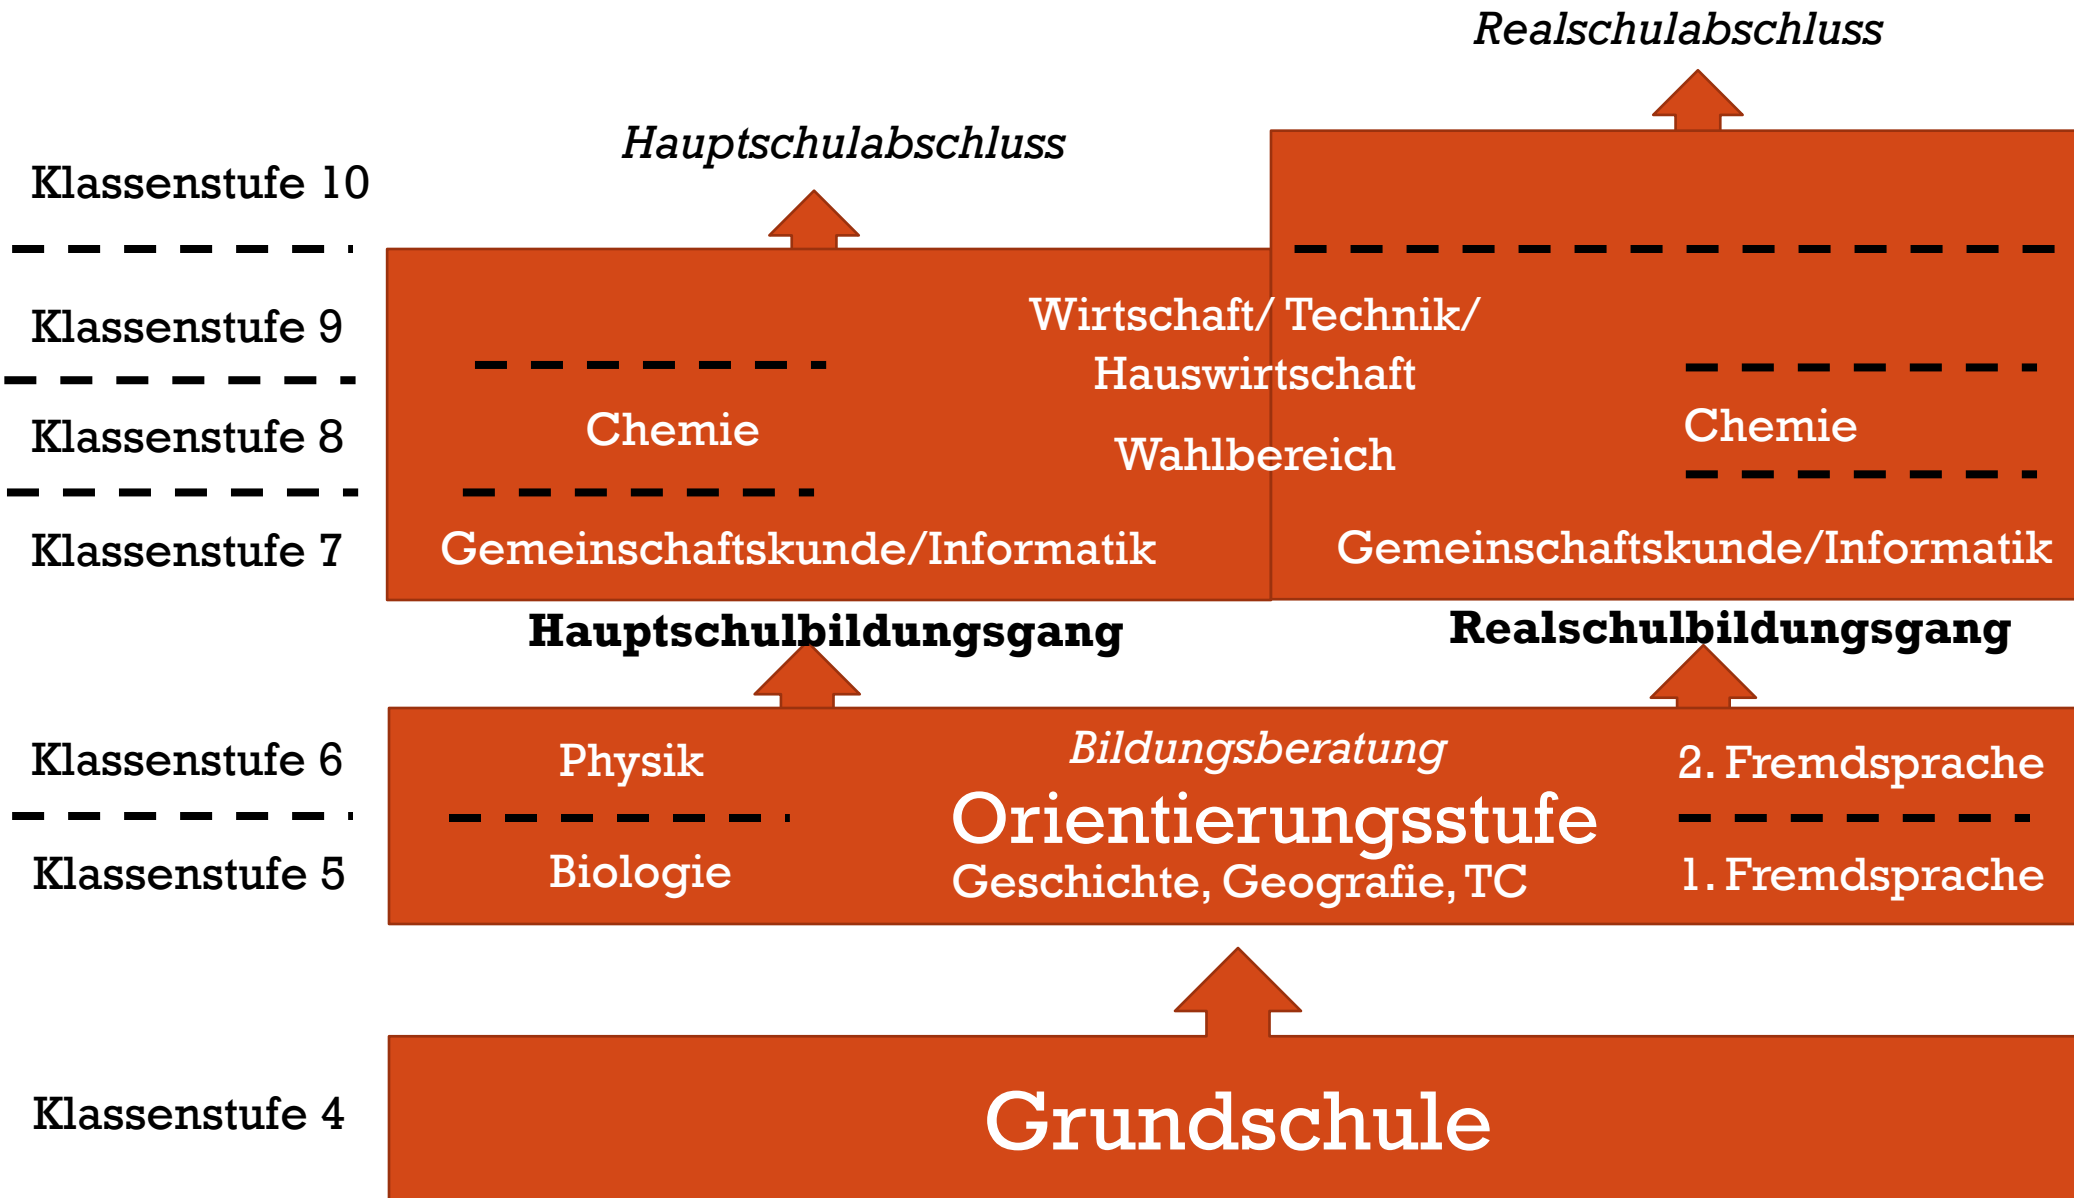 Realschulabschluss
Hauptschulabschluss
Klassenstufe 10
Klassenstufe 9
Wirtschaft/ Technik/
Hauswirtschaft
Klassenstufe 8
Chemie
Wahlbereich
Chemie
Klassenstufe 7
Gemeinschaftskunde/Informatik
Gemeinschaftskunde/Informatik
Hauptschulbildungsgang
Realschulbildungsgang
Klassenstufe 6
Physik
Bildungsberatung
2. Fremdsprache
Orientierungsstufe
Klassenstufe 5
Biologie
Geschichte, Geografie, TC
1. Fremdsprache
Klassenstufe 4
Grundschule